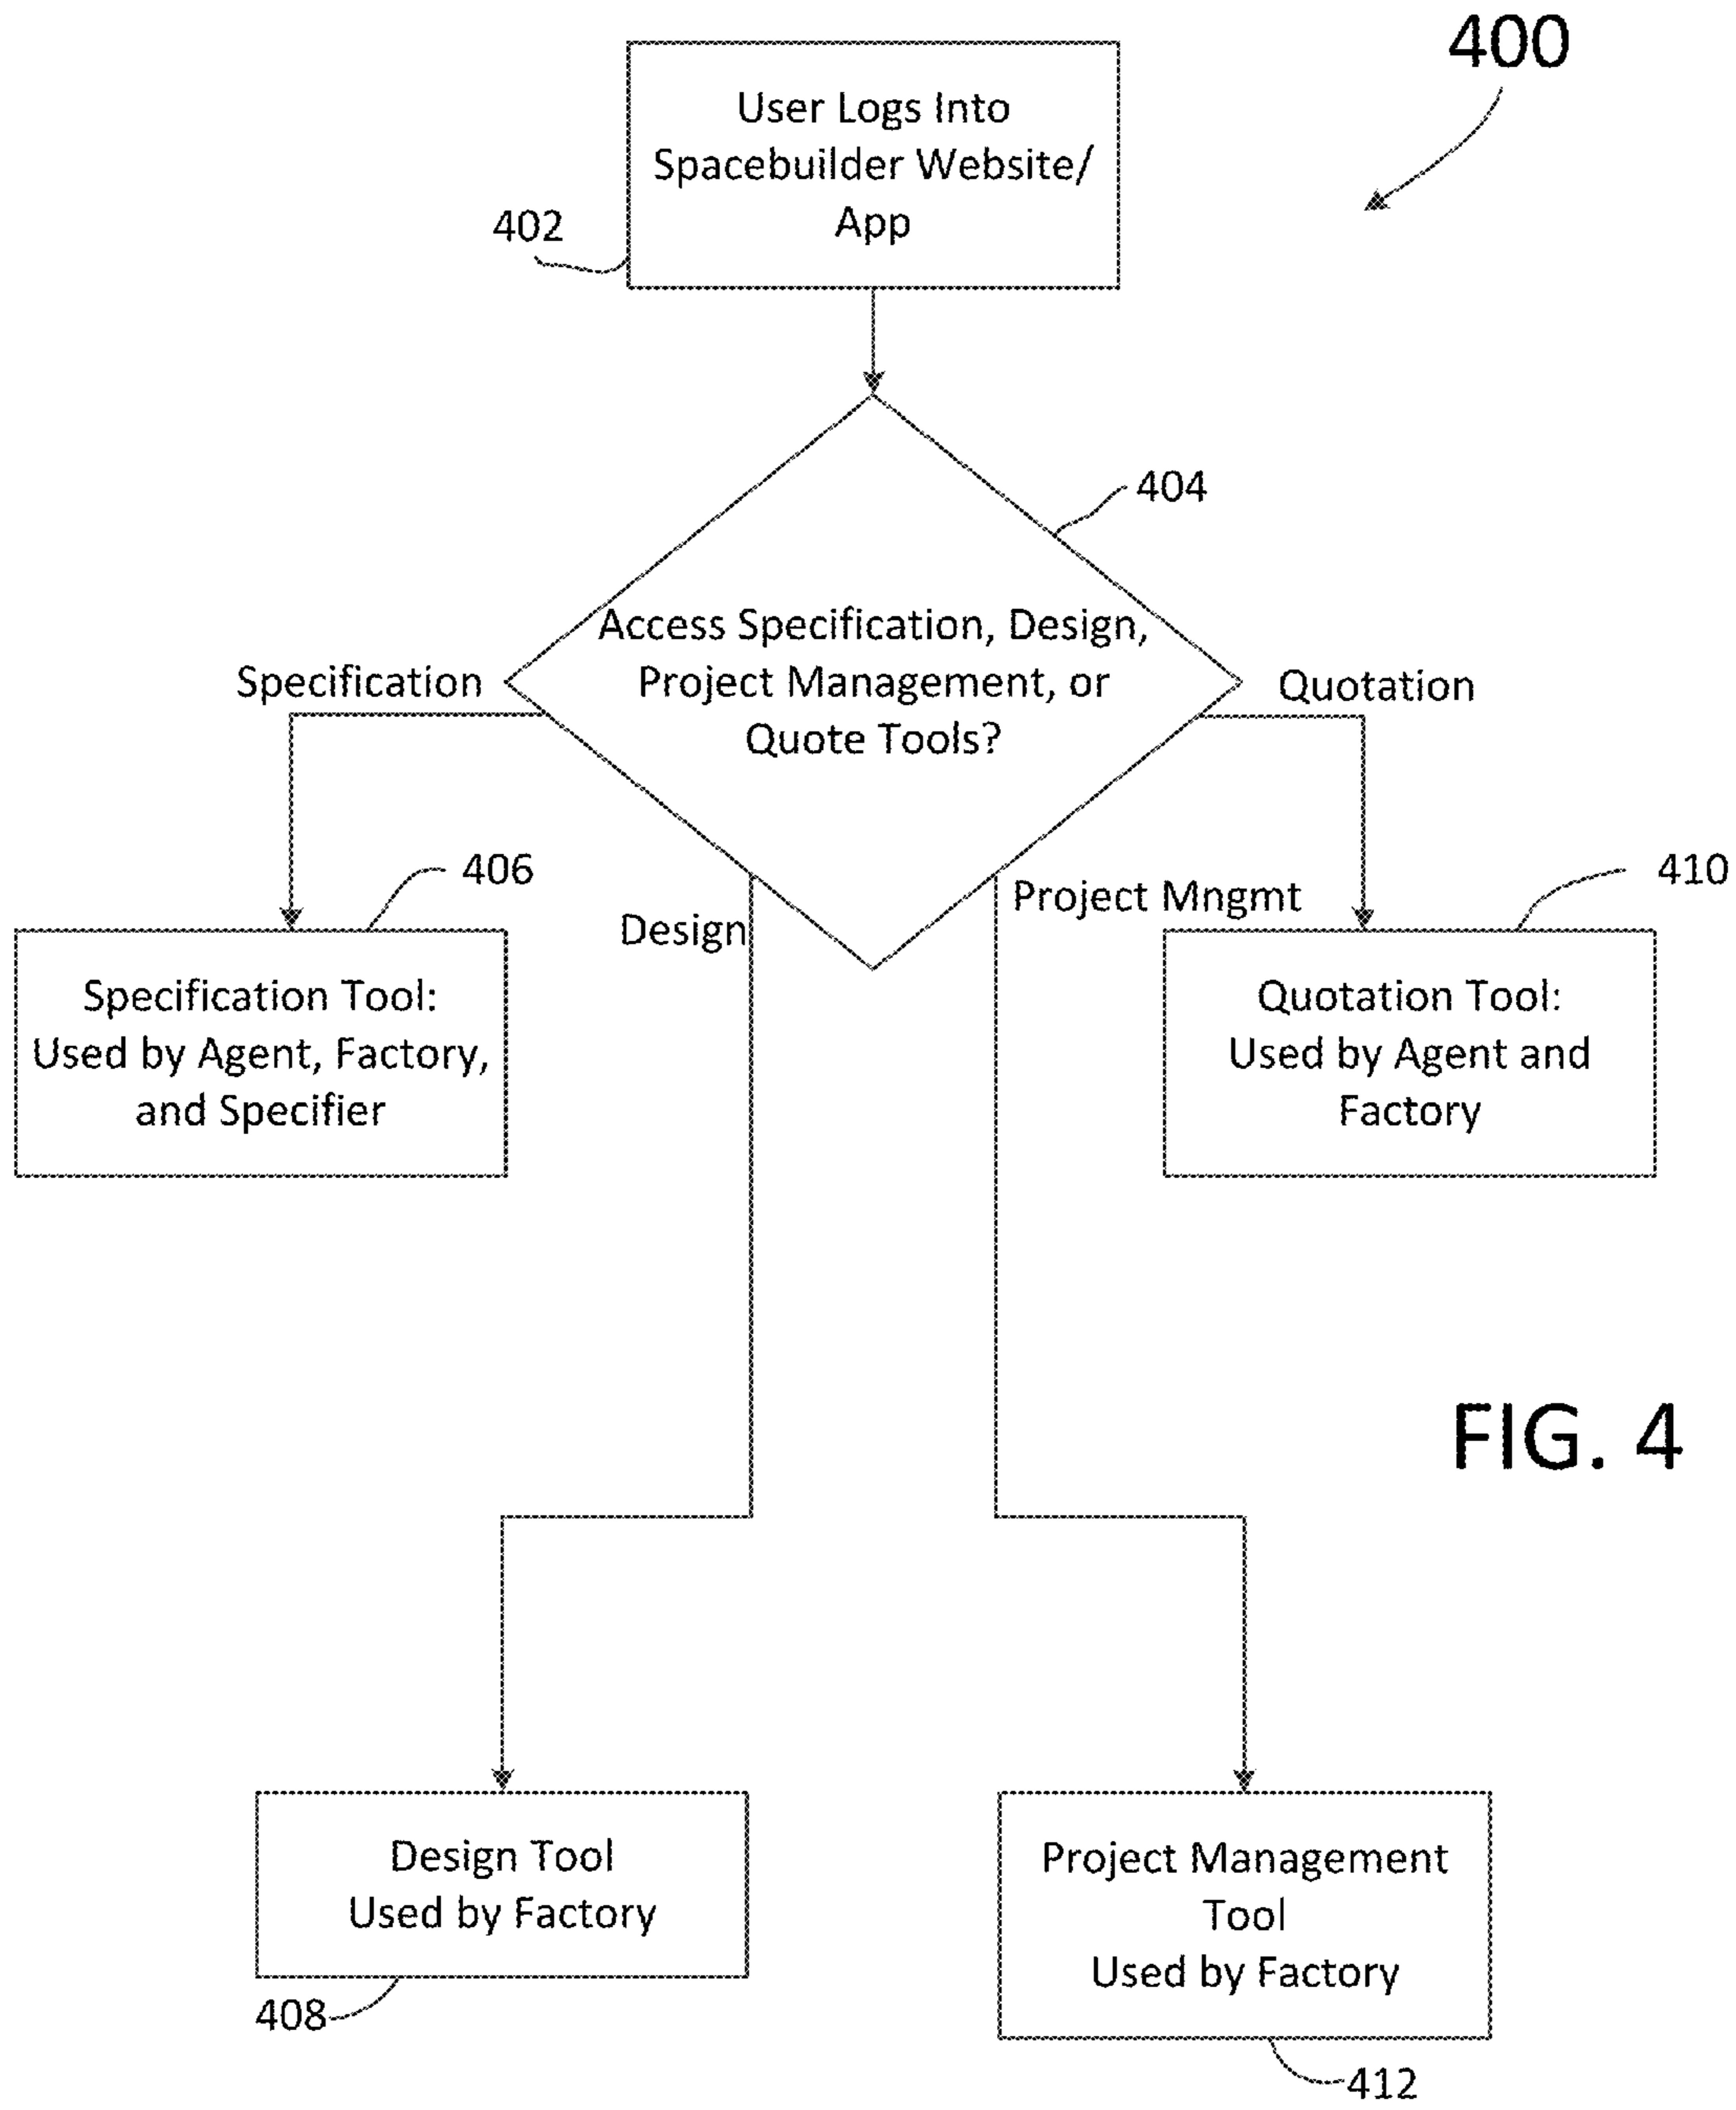 400
User Logs Into
Spacebuilder Website/
App
402
404
Access Specification, Design,
Project Management, or
Quote Tools?
Specification
Quotation
406
410
Project Mngmt
Design
Specification Tool:
Used by Agent, Factory,
and Specifier
Quotation Tool:
Used by Agent and
Factory
FIG. 4
Design Tool
Used by Factory
408
Project Management
Tool
Used by Factory
412